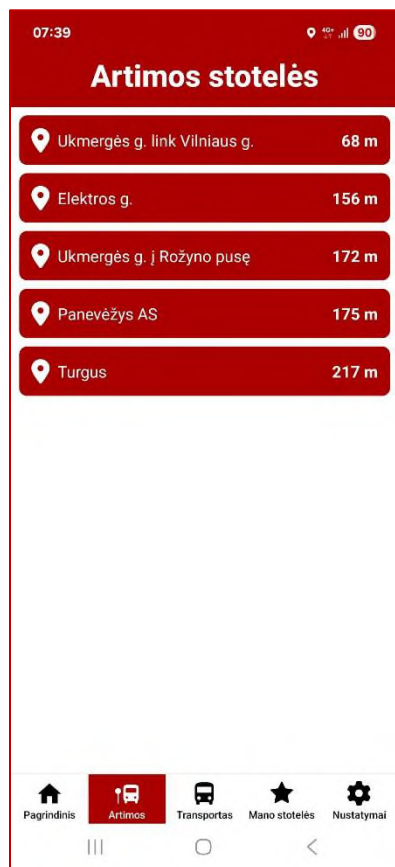 07:39 4G+ 90
Artimos stotelės
Ukmergės g. link Vilniaus g. 68 m
Elektros g. 156 m
Ukmergės g. į Rožyno pusę 172 m
Panevėžys AS 175 m
Turgus 217 m
Pagrindinis Artimos Transportas Mano stotelės Nustatymai